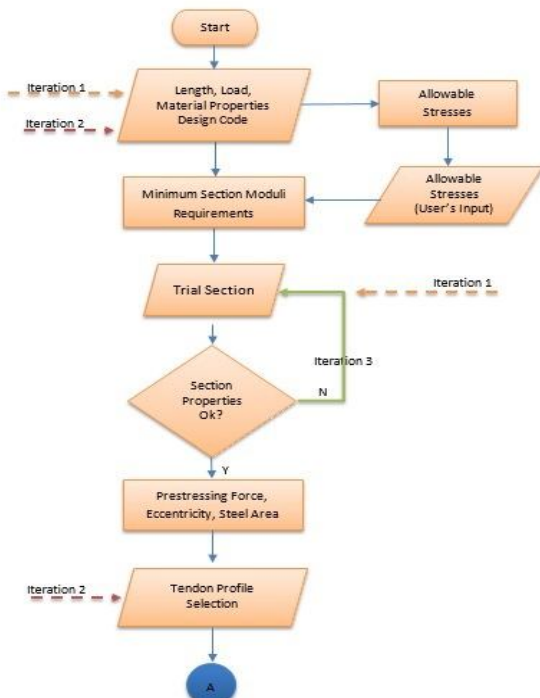 Start
Iteration 1
Iteration 2
Length, Load,
Material Properties
Design Code
Allowable
Stresses
Minimum Section Moduli
Requirements
Allowable
Stresses
(User's Input)
Trial Section
Iteration 1
Iteration 3
Section
Properties
Ok?
N
Y
Prestressing Force,
Eccentricity, Steel Area
Iteration 2
Tendon Profile
Selection
A